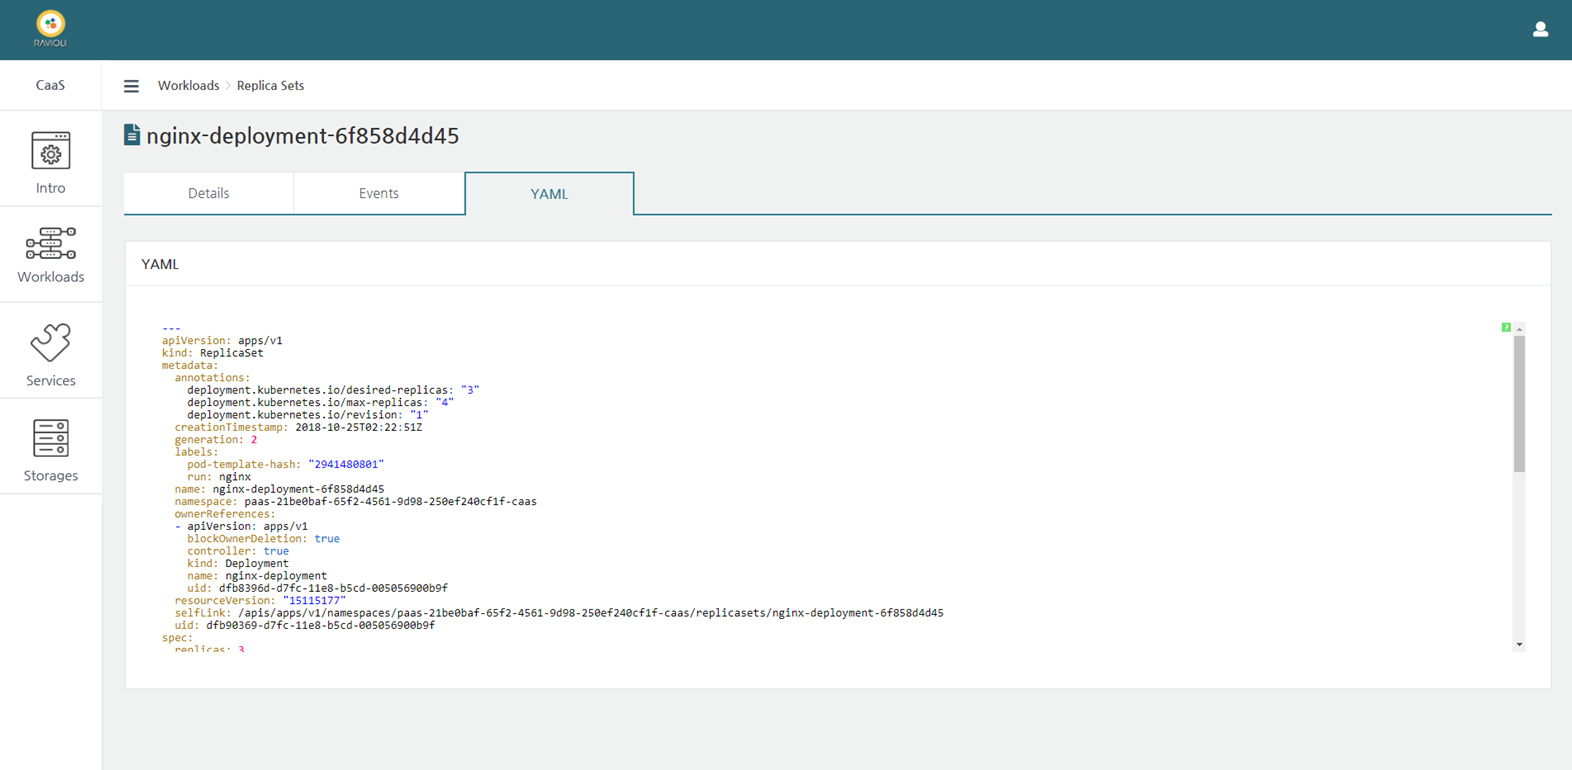 RAVIOLI
CaaS
Workloads > Replica Sets
nginx-deployment-6f858d4d45
Intro
Workloads
Services
Storages
Details
Events
YAML
YAML
---
apiVersion: apps/v1
kind: ReplicaSet
metadata:
  annotations:
    deployment.kubernetes.io/desired-replicas: "3"
    deployment.kubernetes.io/max-replicas: "4"
    deployment.kubernetes.io/revision: "1"
  creationTimestamp: 2018-10-25T02:22:51Z
  generation: 2
  labels:
    pod-template-hash: "2941480801"
    run: nginx
  name: nginx-deployment-6f858d4d45
  namespace: paas-21be0baf-65f2-4561-9d98-250ef240cf1f-caas
  ownerReferences:
  - apiVersion: apps/v1
    blockOwnerDeletion: true
    controller: true
    kind: Deployment
    name: nginx-deployment
    uid: dfb8396d-d7fc-11e8-b5cd-005056900b9f
  resourceVersion: "15115177"
  selfLink: /apis/apps/v1/namespaces/paas-21be0baf-65f2-4561-9d98-250ef240cf1f-caas/replicasets/nginx-deployment-6f858d4d45
  uid: dfb90369-d7fc-11e8-b5cd-005056900b9f
spec:
  replicas: 3
?